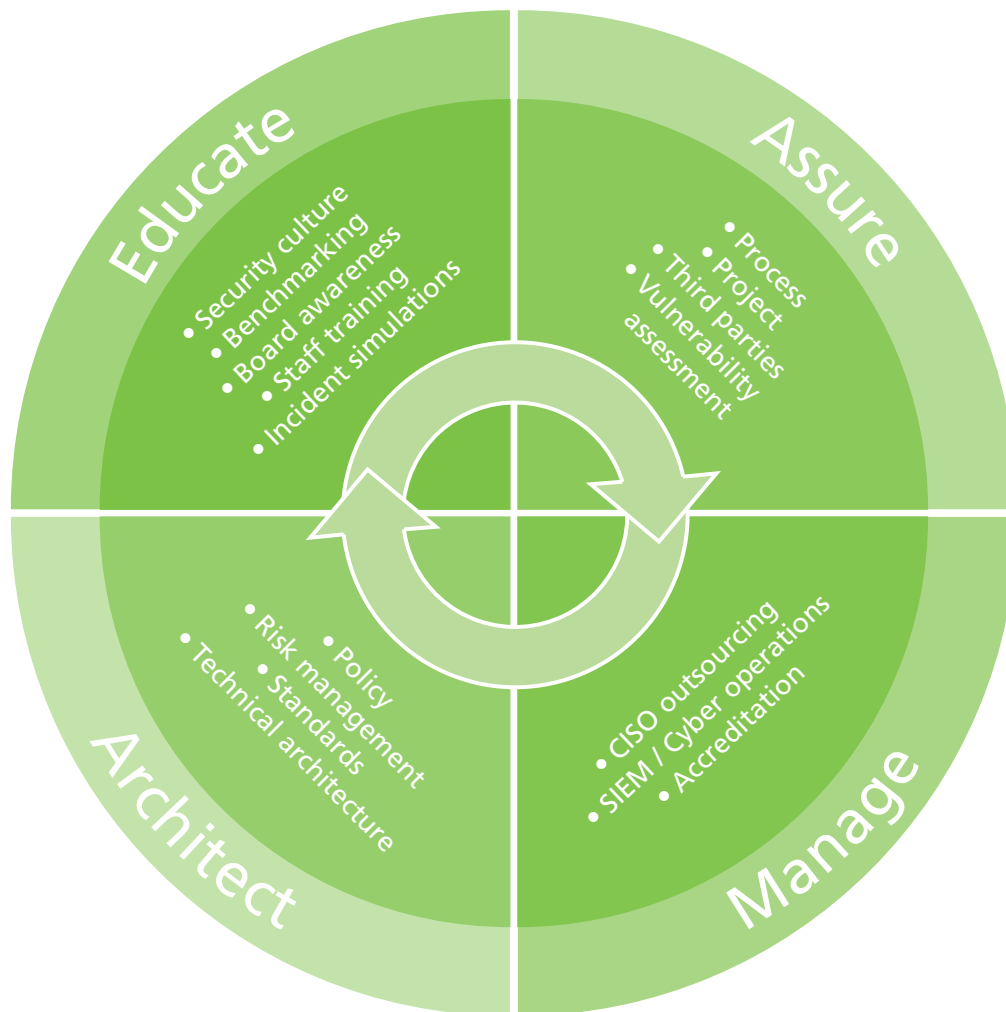 Educate
• Security culture
• Benchmarking
• Board awareness
• Staff training
• Incident simulations
Assure
• Process
• Project
• Third parties
• Vulnerability
assessment
Architect
• Policy
• Risk management
• Standards
• Technical architecture
Manage
• CISO outsourcing
• SIEM / Cyber operations
• Accreditation